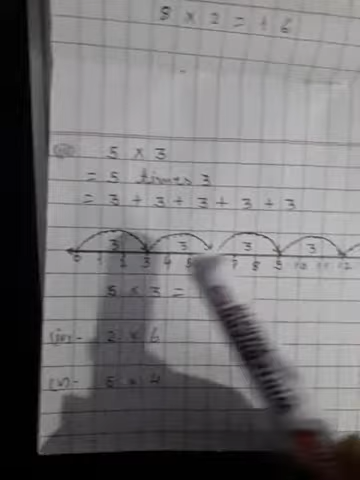 8 × 2 = 16
5 × 3
= 5 times 3
= 3 + 3 + 3 + 3 + 3
3 3 3 3
0 1 2 3 4 5 7 8 9 10 11 12
5 × 3 =
2 × 6
5 × 4